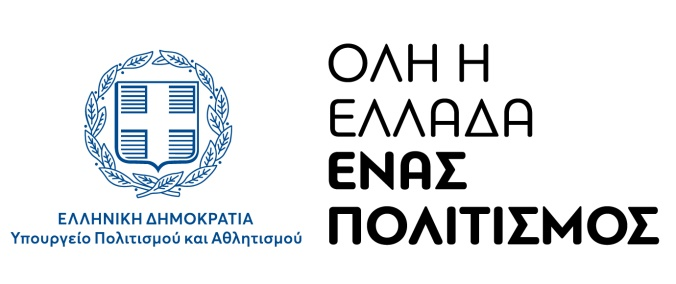 ΕΛΛΗΝΙΚΗ ΔΗΜΟΚΡΑΤΙΑ
Υπουργείο Πολιτισμού και Αθλητισμού
ΟΛΗ Η
ΕΛΛΑΔΑ
ΕΝΑΣ
ΠΟΛΙΤΙΣΜΟΣ